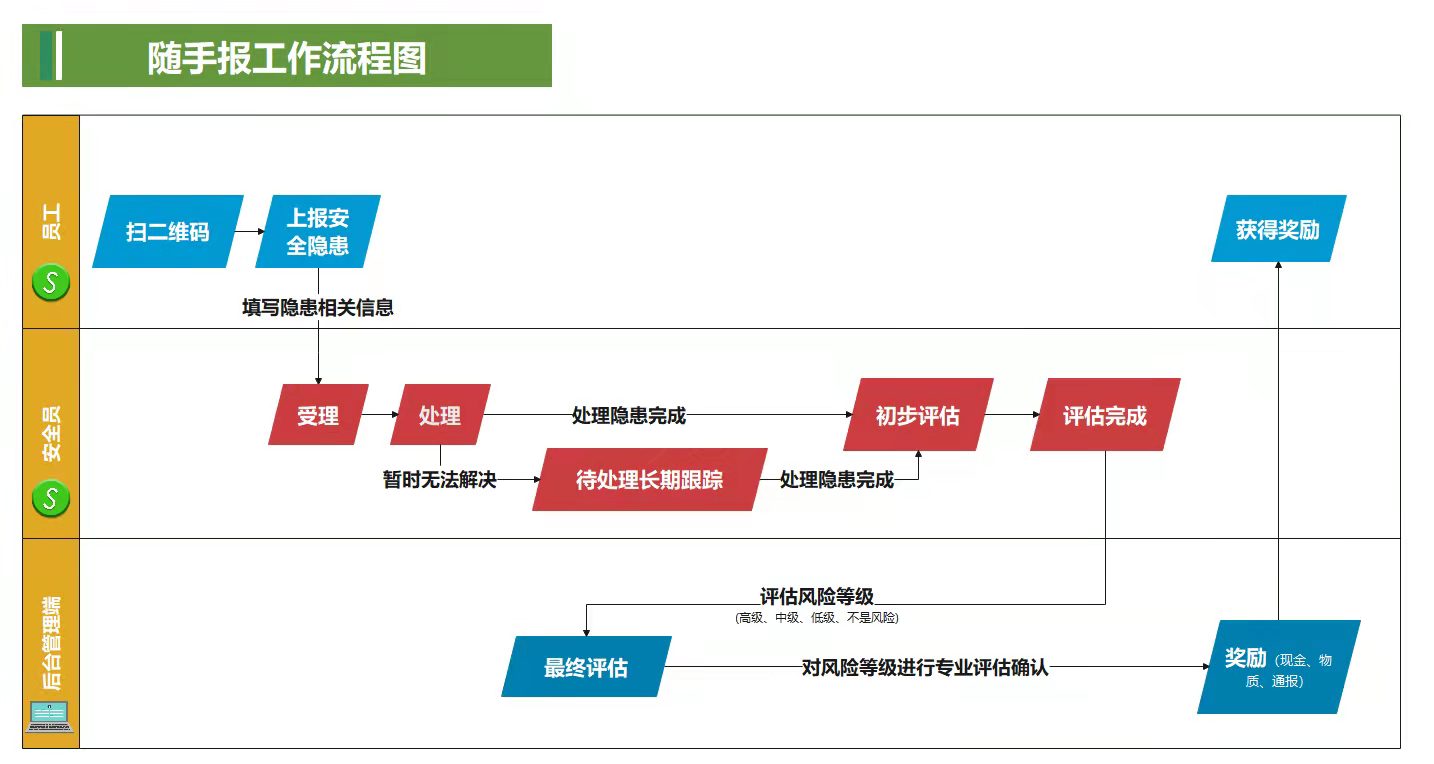 随手报工作流程图
员工
扫二维码
上报安
全隐患
获得奖励
填写隐患相关信息
安全员
受理
处理
处理隐患完成
初步评估
评估完成
暂时无法解决
待处理长期跟踪
处理隐患完成
后台管理端
评估风险等级
(高级、中级、低级、不是风险)
最终评估
对风险等级进行专业评估确认
奖励（现金、物
质、通报）